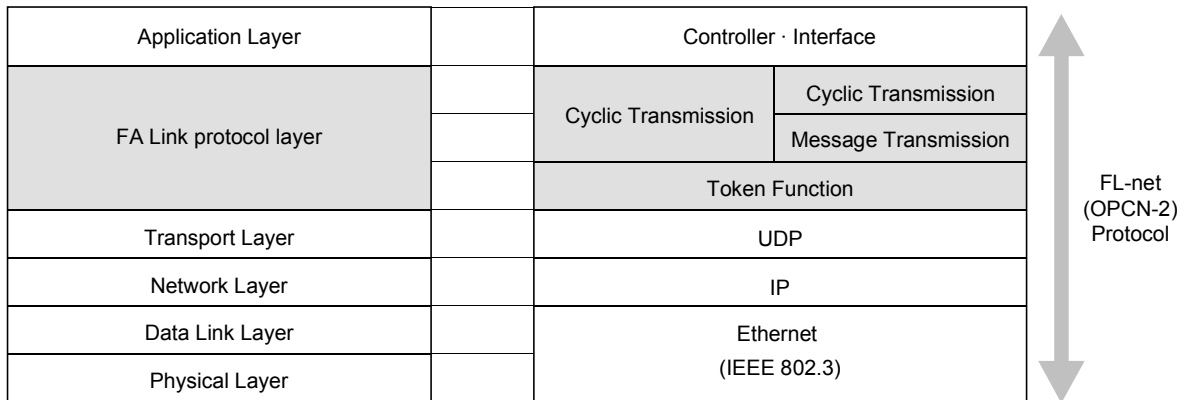 Application Layer
Controller · Interface
FA Link protocol layer
Cyclic Transmission
Cyclic Transmission
Message Transmission
Token Function
Transport Layer
UDP
Network Layer
IP
Data Link Layer
Physical Layer
Ethernet
(IEEE 802.3)
FL-net
(OPCN-2)
Protocol